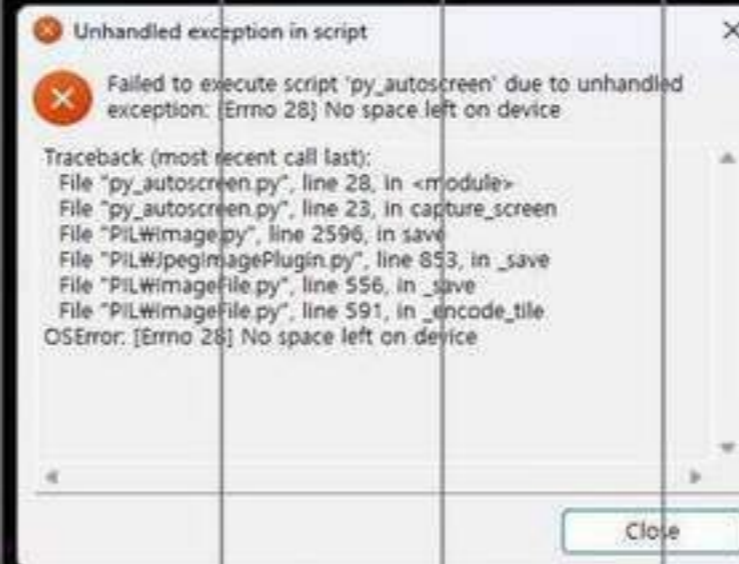 Unhandled exception in script
Failed to execute script 'py_autoscreen' due to unhandled
exception: [Errno 28] No space left on device
Traceback (most recent call last):
File "py_autoscreen.py", line 28, in <module>
File "py_autoscreen.py", line 23, in capture_screen
File "PIL₩Image.py", line 2596, in save
File "PIL₩JpegImagePlugin.py", line 853, in _save
File "PIL₩ImageFile.py", line 556, in _save
File "PIL₩ImageFile.py", line 591, in _encode_tile
OSError: [Errno 28] No space left on device
Close